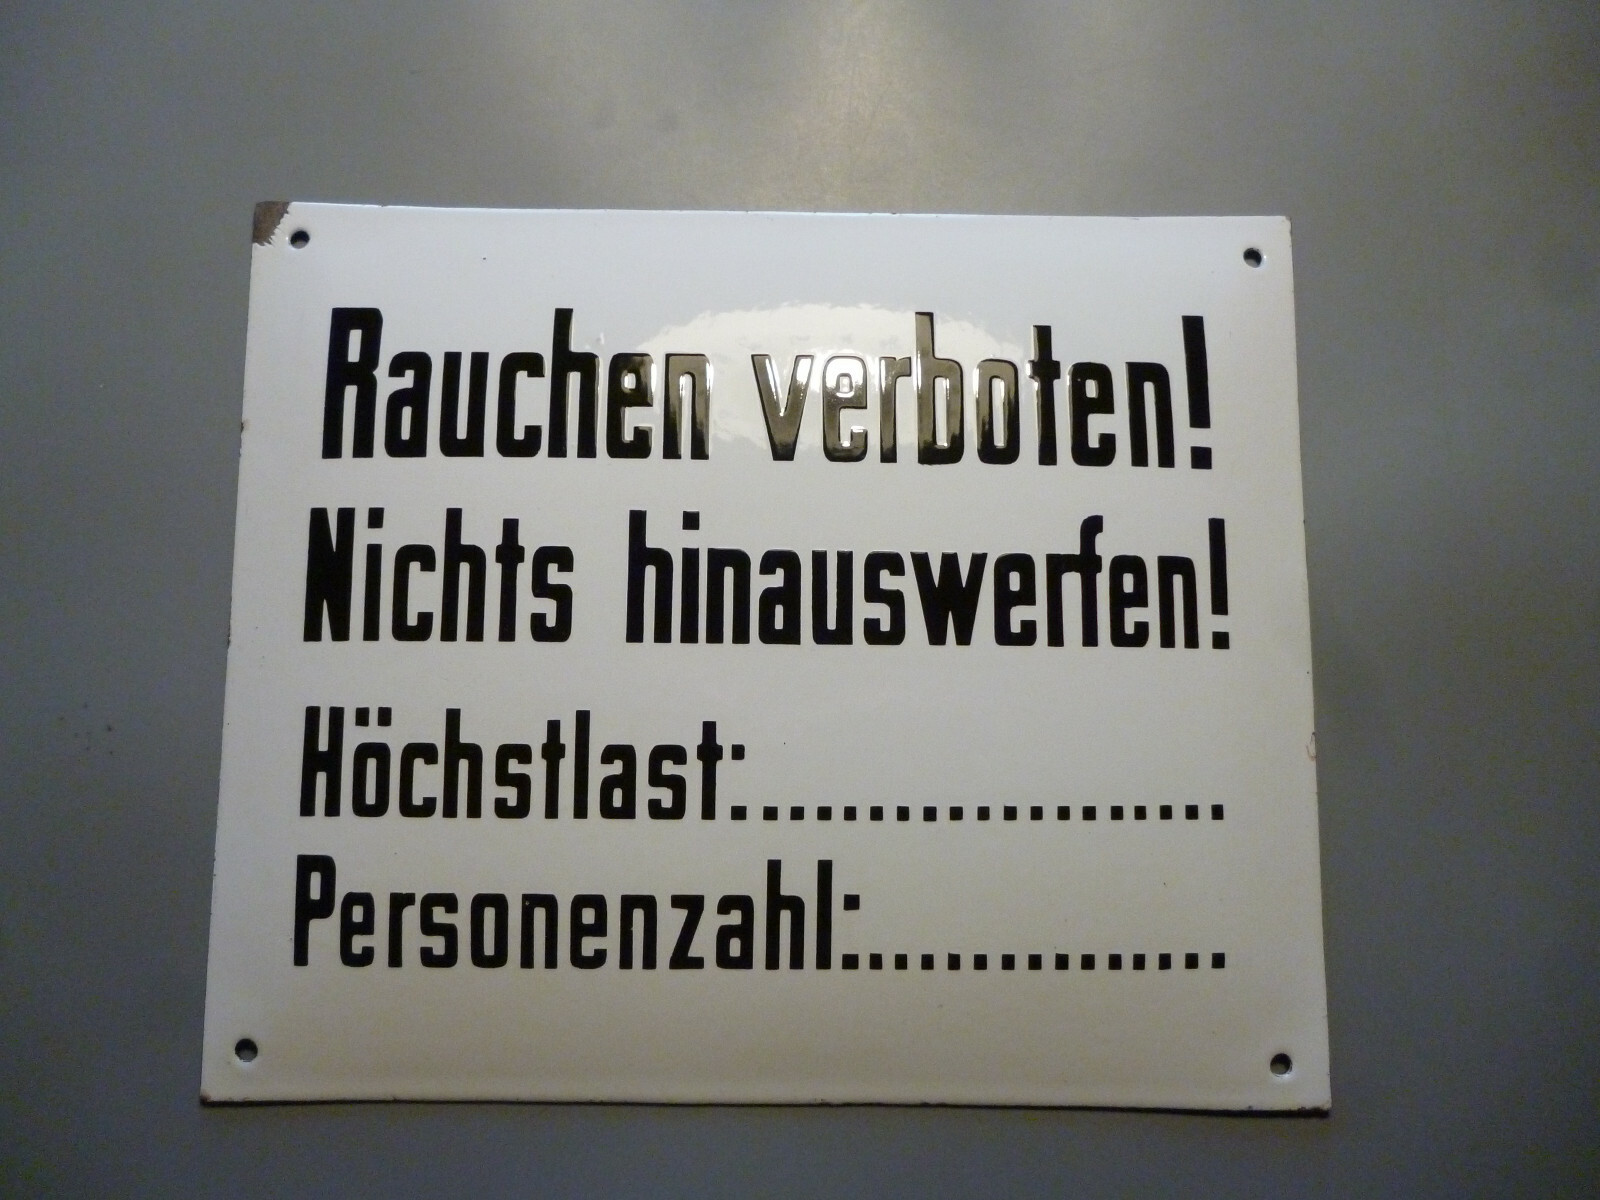 Rauchen verboten!
Nichts hinauswerfen!
Höchstlast:..................
Personenzahl:..............